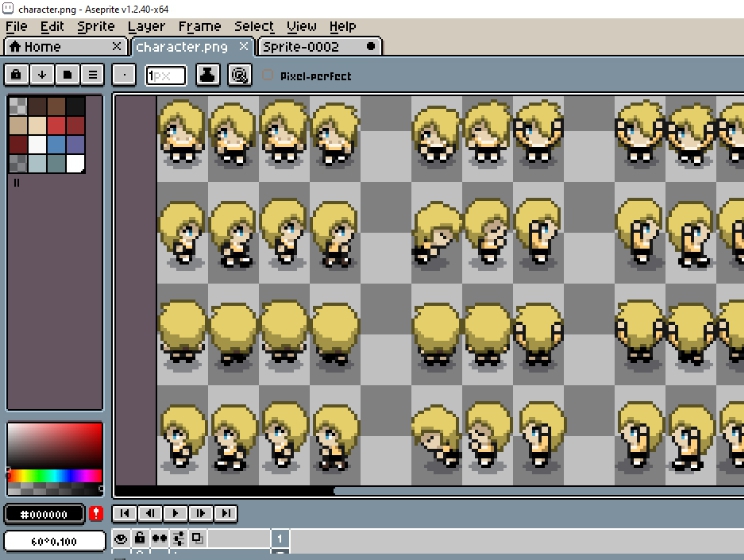 character.png - Aseprite v1.2.40-x64
File Edit Sprite Layer Frame Select View Help
Home character.png Sprite-0002
1px Pixel-perfect
#000000
60*0,100
1